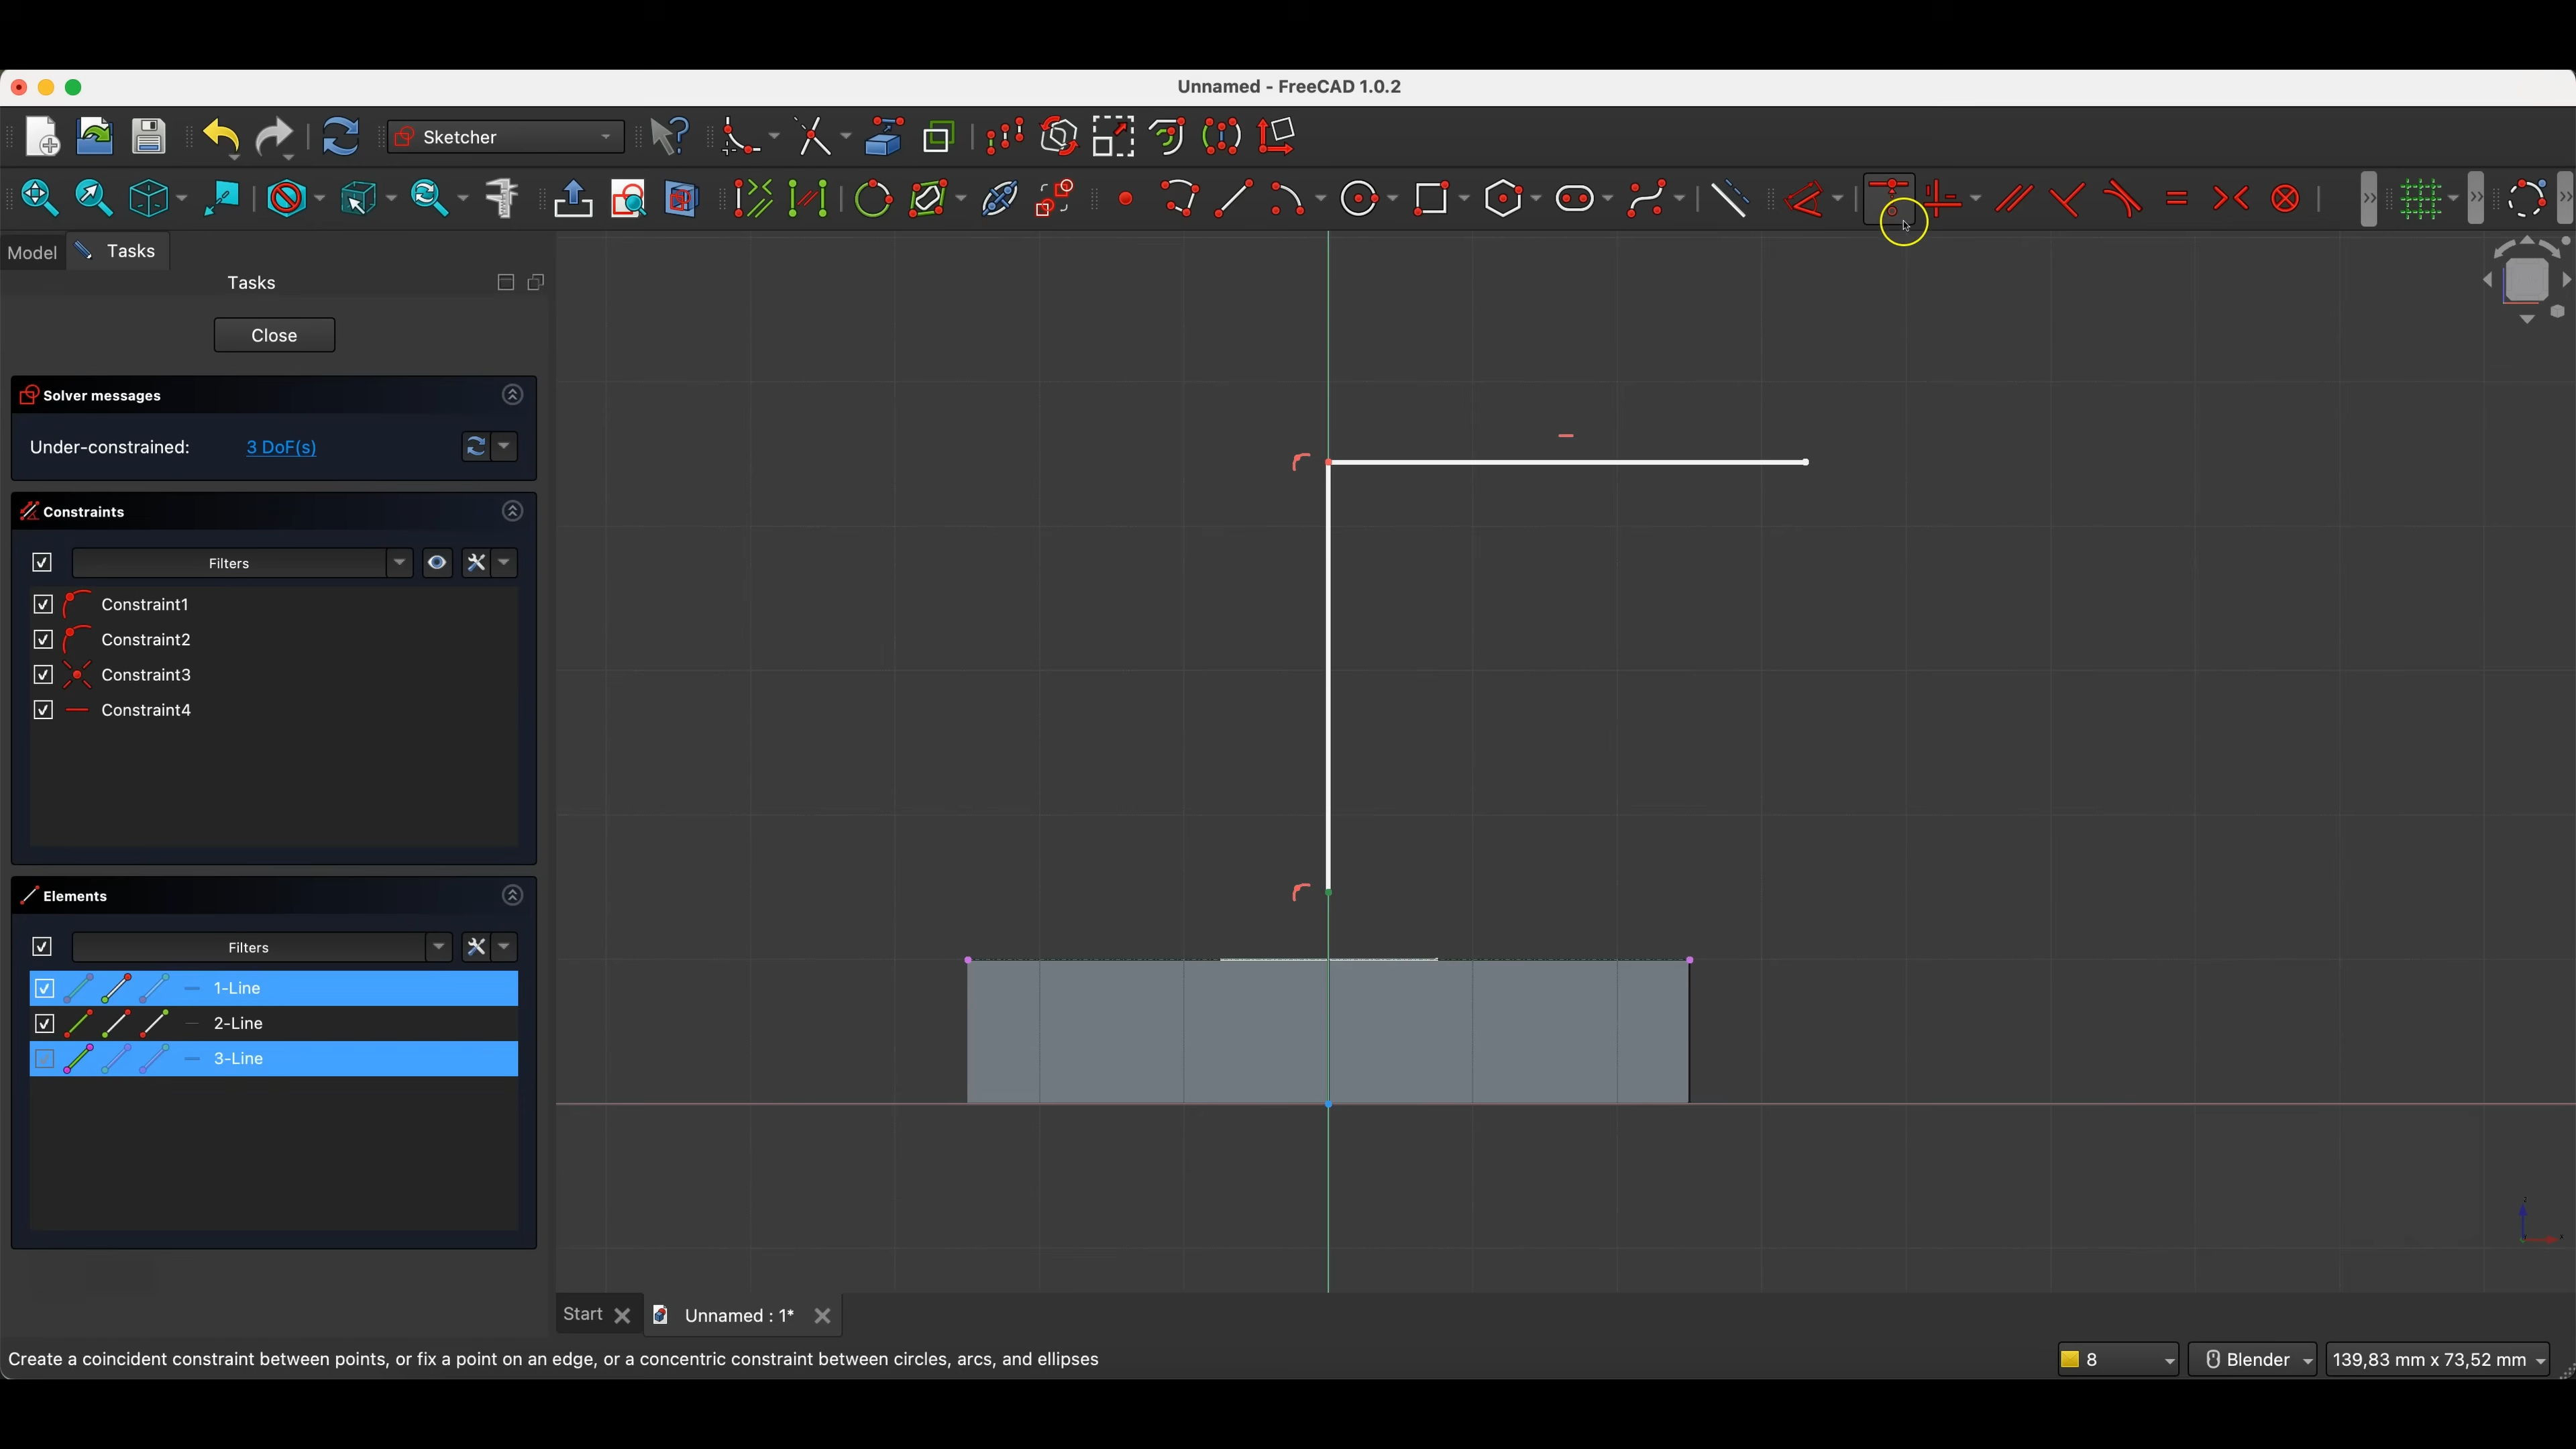 Unnamed - FreeCAD 1.0.2
Sketcher
Model
Tasks
Tasks
Close
Solver messages
Under-constrained: 3 DoF(s)
Constraints
Filters
Constraint1
Constraint2
Constraint3
Constraint4
Elements
Filters
1-Line
2-Line
3-Line
Start
Unnamed : 1*
Create a coincident constraint between points, or fix a point on an edge, or a concentric constraint between circles, arcs, and ellipses
8
Blender
139,83 mm x 73,52 mm